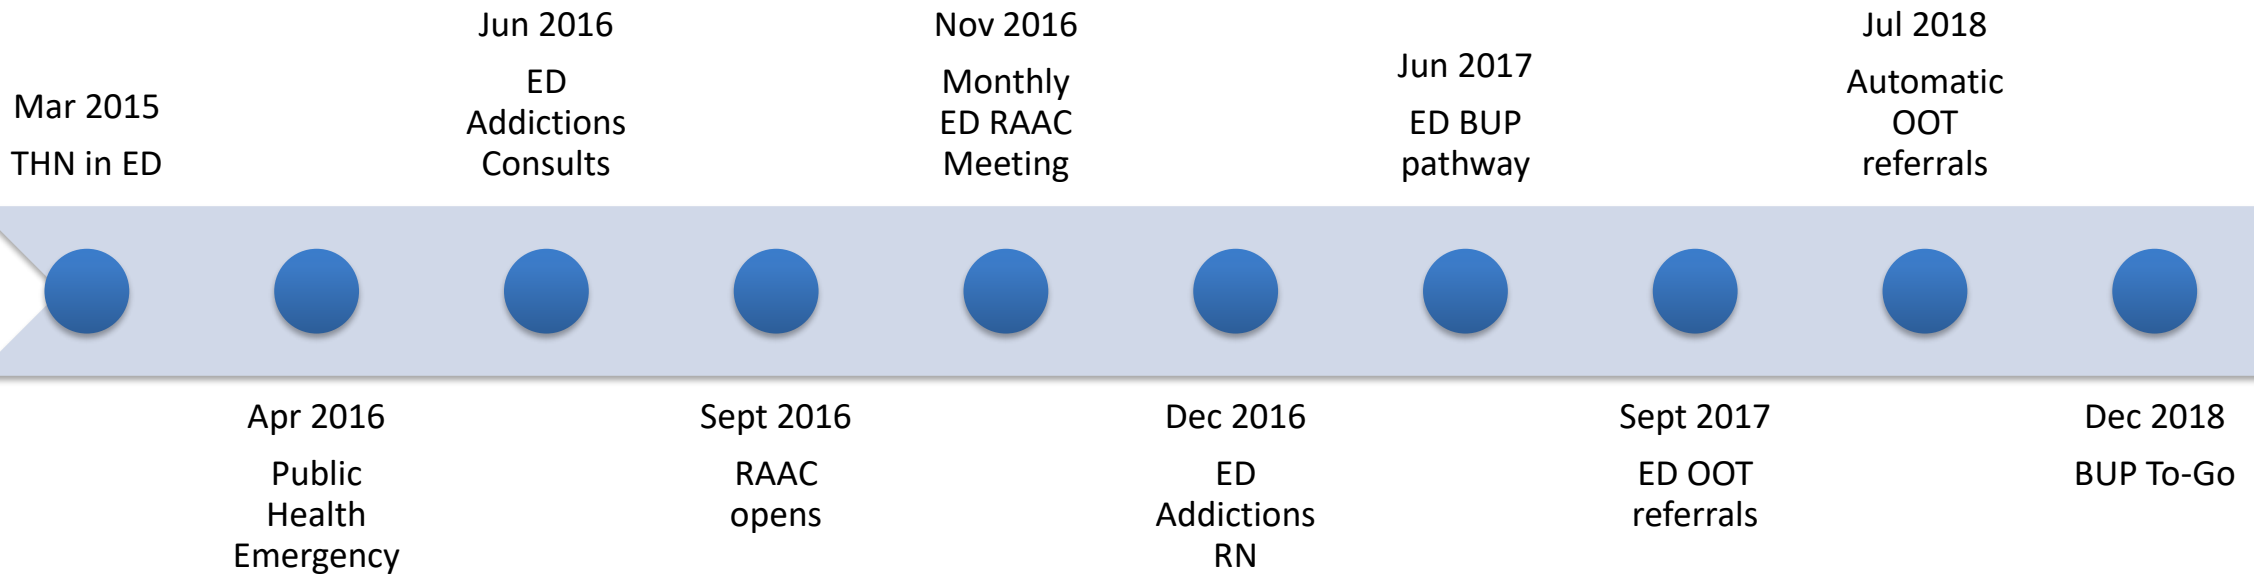 Mar 2015
THN in ED
Apr 2016
Public
Health
Emergency
Jun 2016
ED
Addictions
Consults
Sept 2016
RAAC
opens
Nov 2016
Monthly
ED RAAC
Meeting
Dec 2016
ED
Addictions
RN
Jun 2017
ED BUP
pathway
Sept 2017
ED OOT
referrals
Jul 2018
Automatic
OOT
referrals
Dec 2018
BUP To-Go